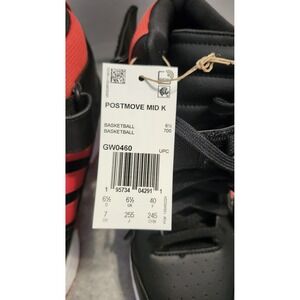 POSTMOVE MID K
BASKETBALL 6½
BASKETBALL 700
GW0460
UPC
1 95734 04291 1
6½ 6½ 40
7 255 245